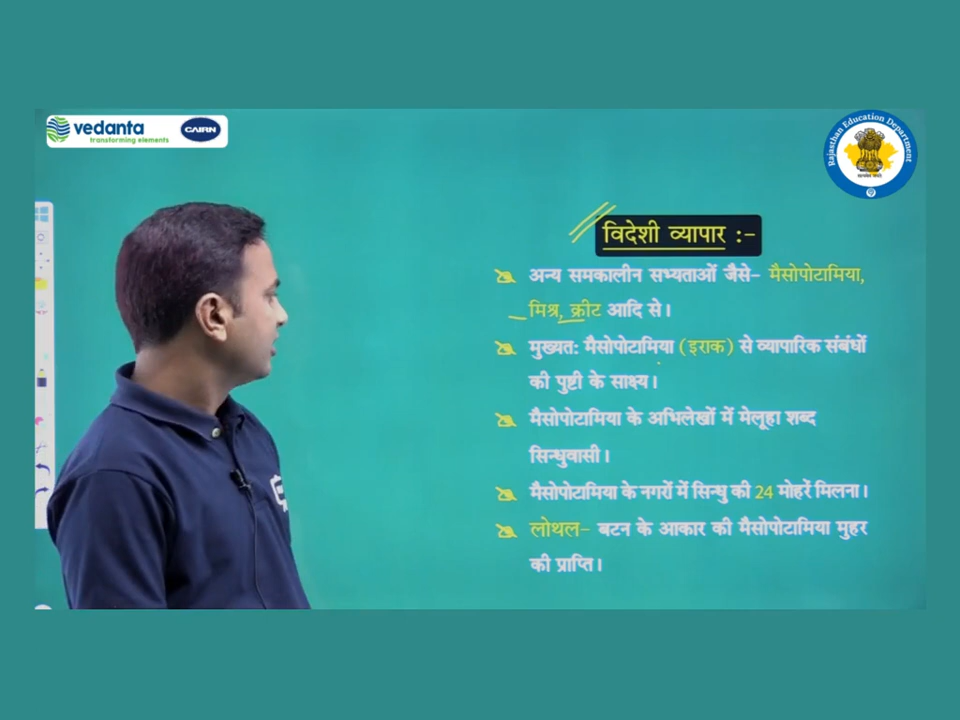 vedanta
transforming elements
CAIRN
Rajasthan Education Department
विदेशी व्यापार :-
अन्य समकालीन सभ्यताओं जैसे- मैसोपोटामिया,
मिश्र, क्रीट आदि से।
मुख्यत: मैसोपोटामिया (इराक) से व्यापारिक संबंधों
की पुष्टी के साक्ष्य।
मैसोपोटामिया के अभिलेखों में मेलूहा शब्द
सिन्धुवासी।
मैसोपोटामिया के नगरों में सिन्धु की 24 मोहरें मिलना।
लोथल- बटन के आकार की मैसोपोटामिया मुहर
की प्राप्ति।